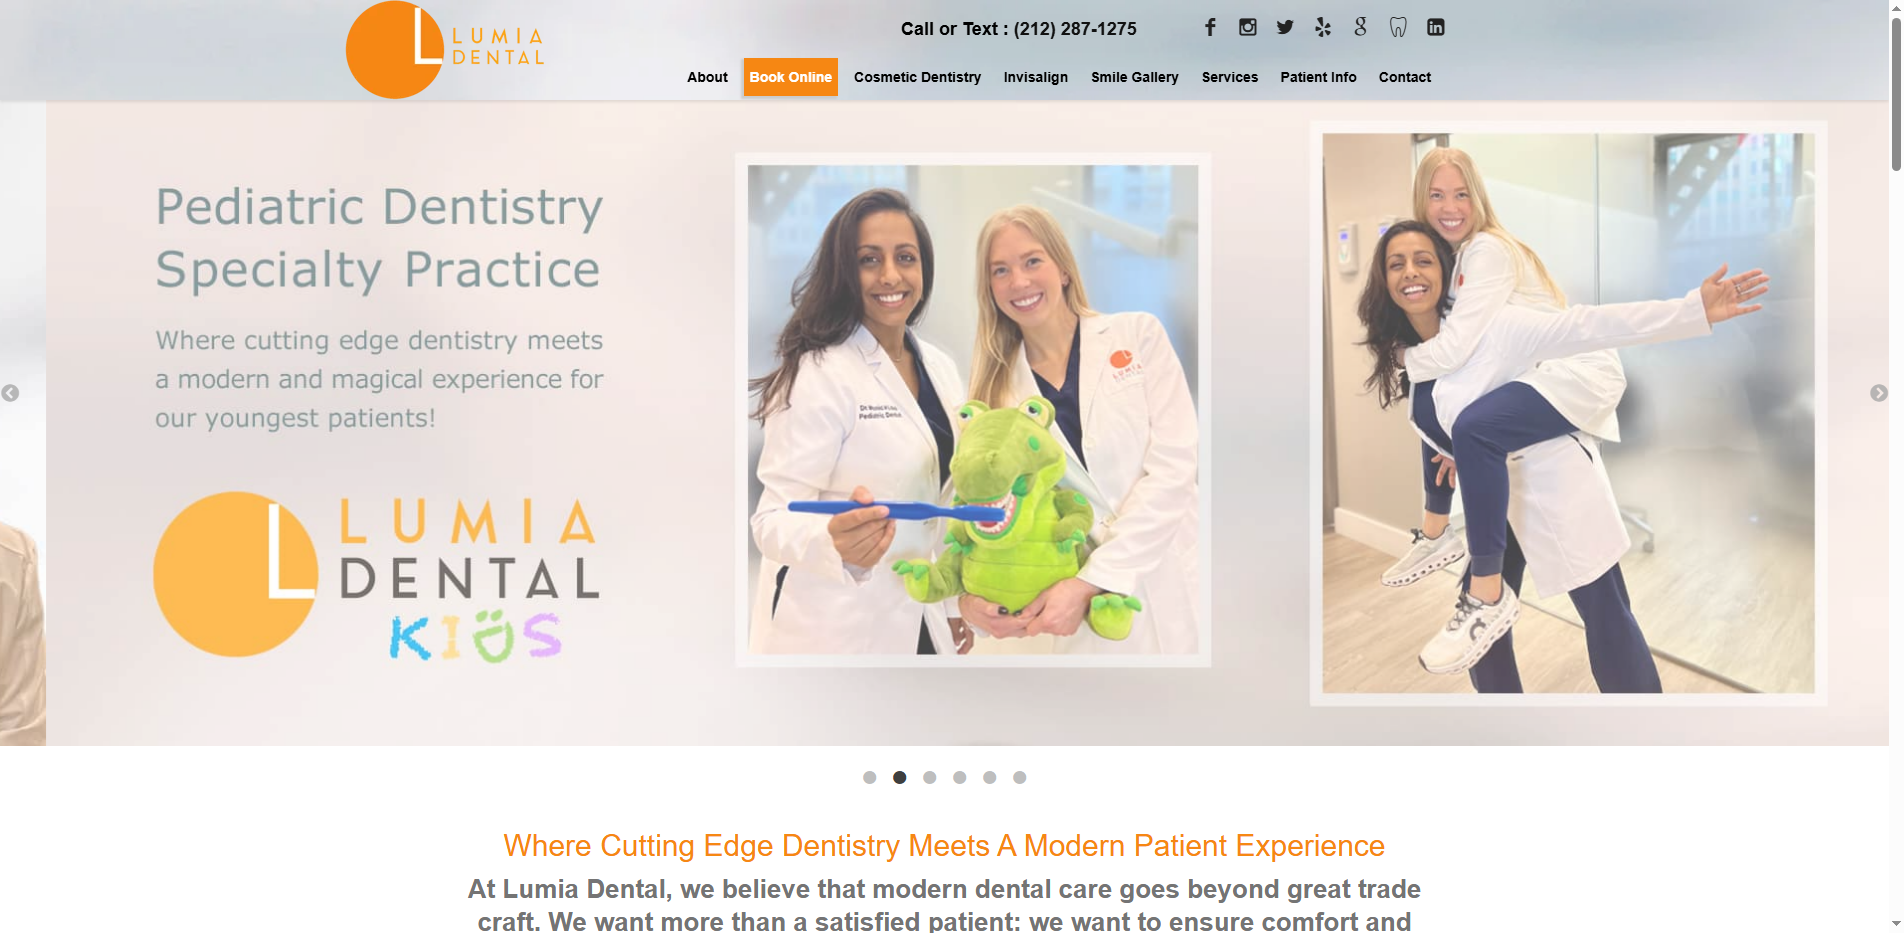 LUMIA
DENTAL
Call or Text : (212) 287-1275
About Book Online Cosmetic Dentistry Invisalign Smile Gallery Services Patient Info Contact
Pediatric Dentistry
Specialty Practice
Where cutting edge dentistry meets
a modern and magical experience for
our youngest patients!
L LUMIA
DENTAL
KIDS
LUMIA
DENTAL
Where Cutting Edge Dentistry Meets A Modern Patient Experience
At Lumia Dental, we believe that modern dental care goes beyond great trade
craft. We want more than a satisfied patient: we want to ensure comfort and